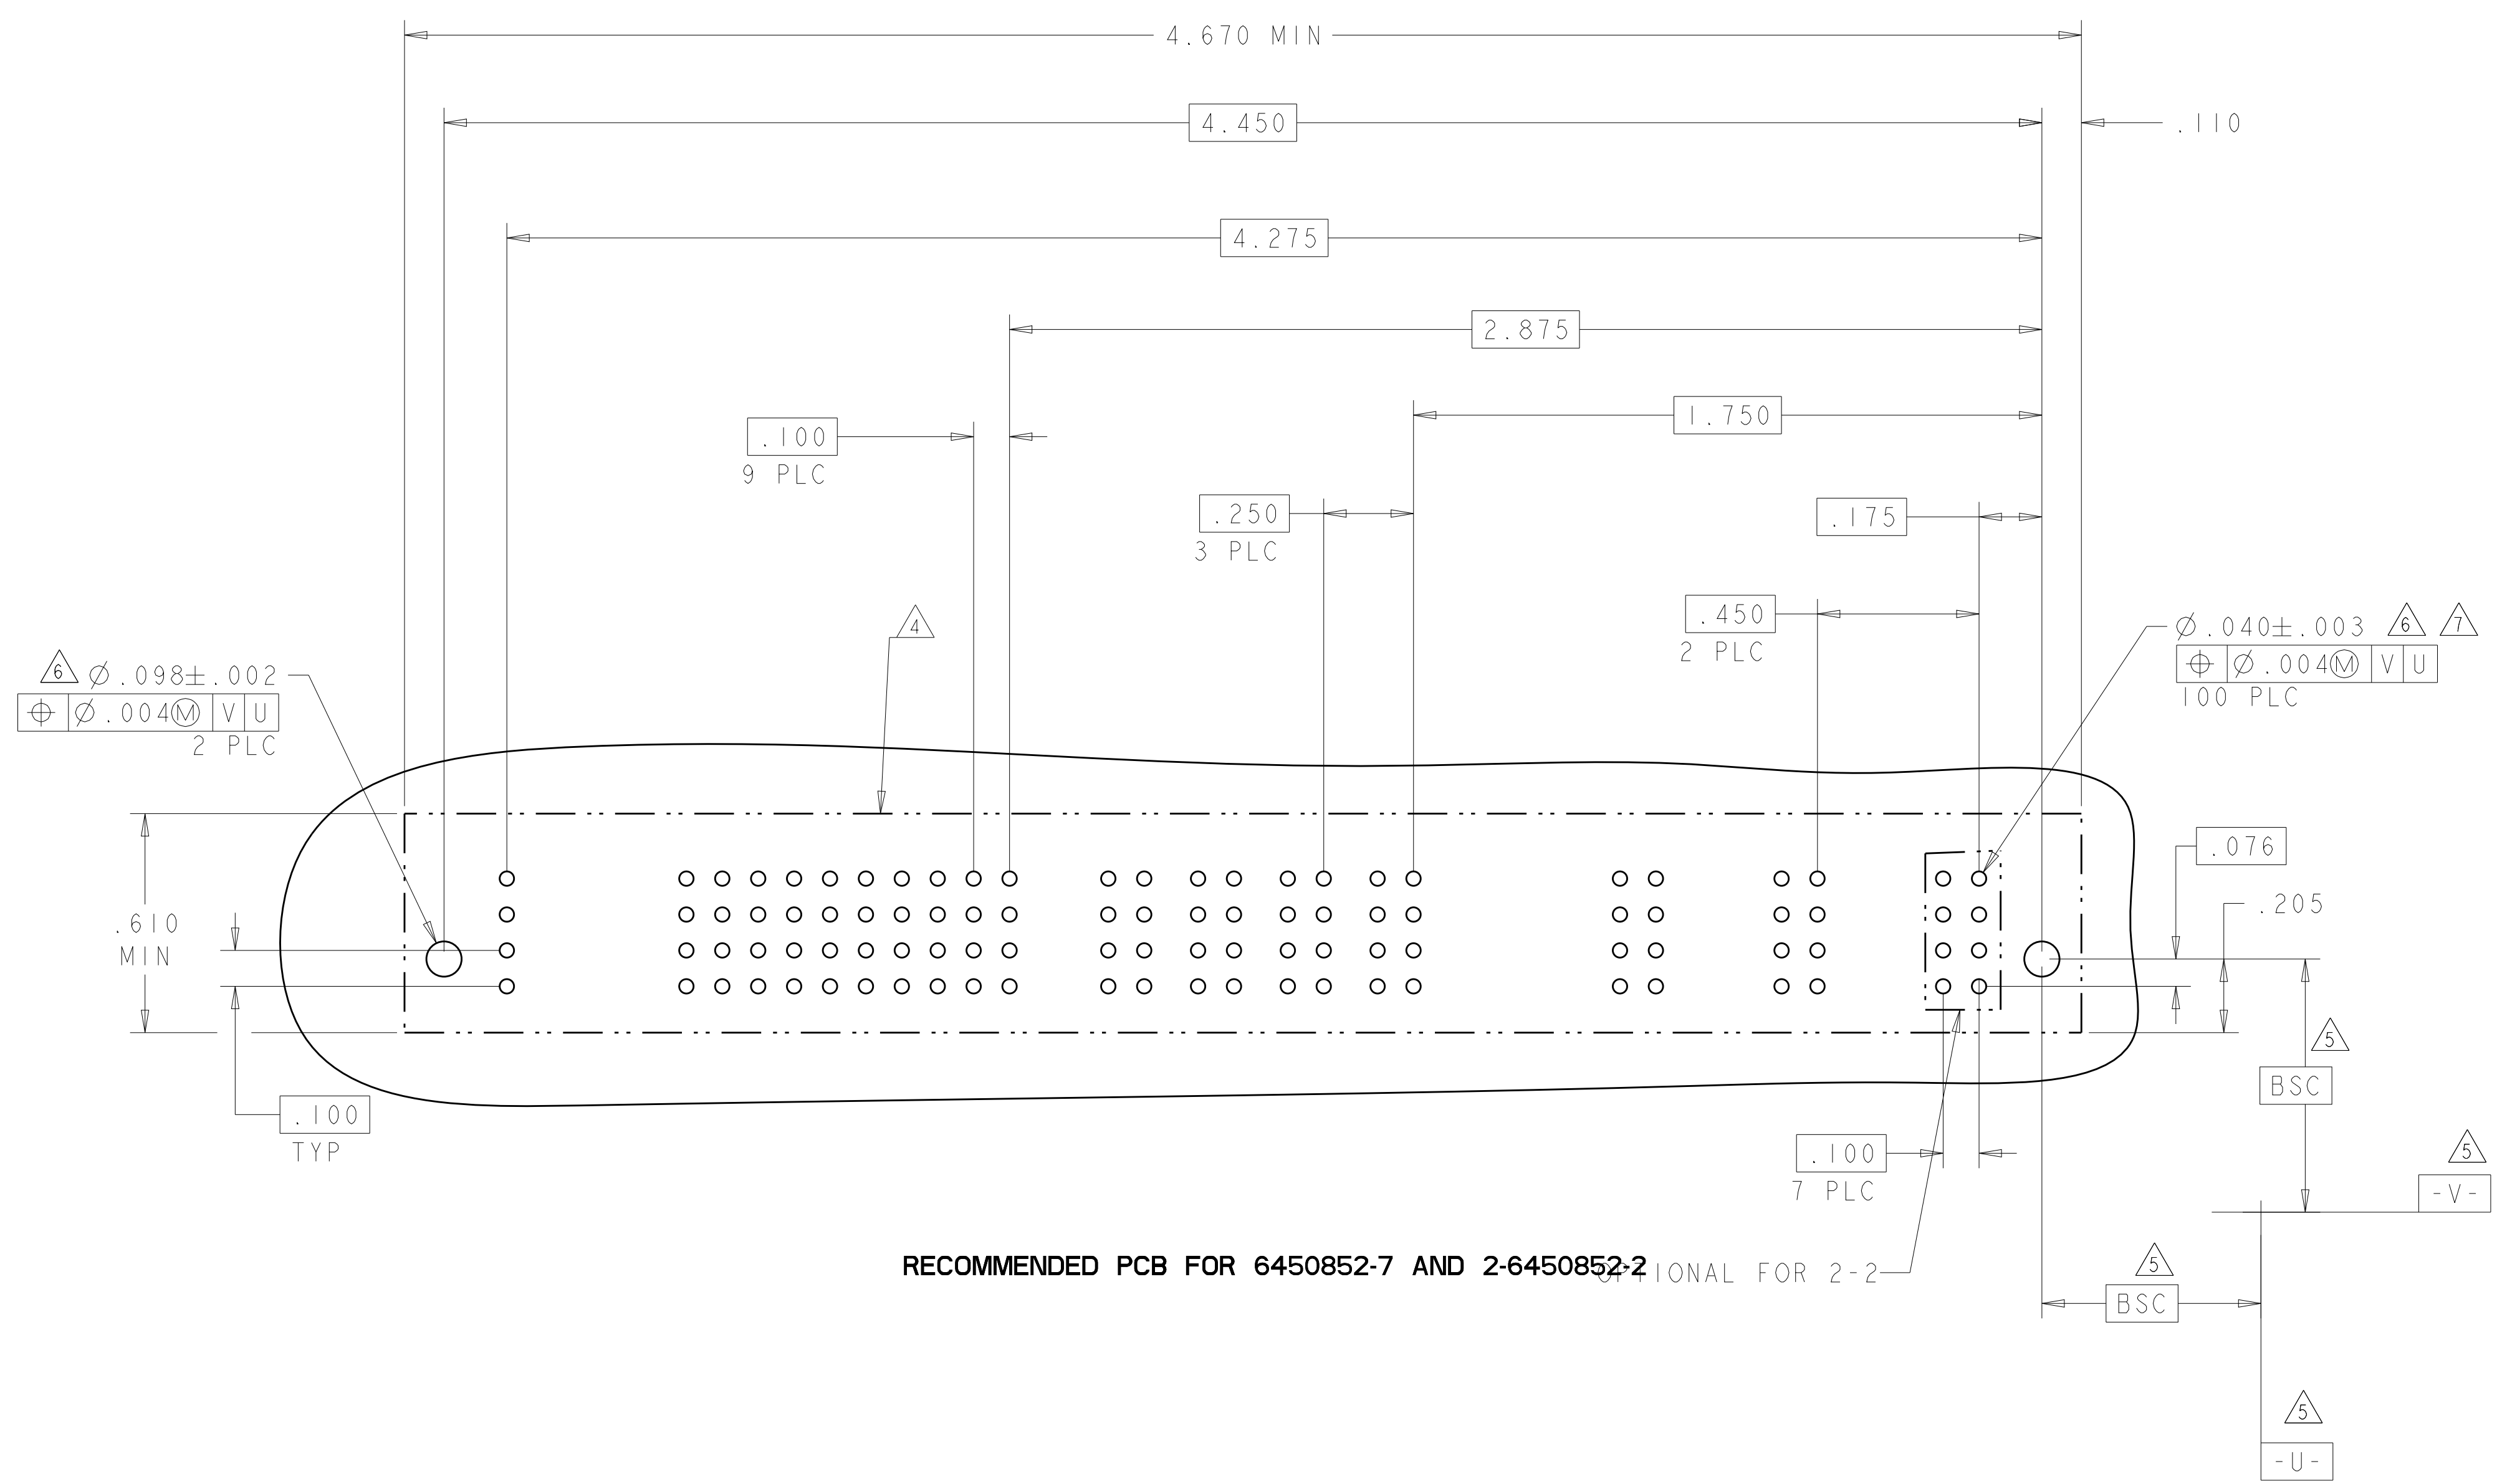 4.670 MIN
4.450
.110
4.275
2.875
1.750
.100
9 PLC
.250
3 PLC
.175
.450
2 PLC
4
6 Ø.098±.002
⌖ Ø.004Ⓜ V U
2 PLC
Ø.040±.003 6 7
⌖ Ø.004Ⓜ V U
100 PLC
.076
.205
.610
MIN
5
BSC
.100
TYP
.100
7 PLC
5
-V-
RECOMMENDED PCB FOR 6450852-7 AND 2-6450852-2
OPTIONAL FOR 2-2
5
BSC
5
-U-